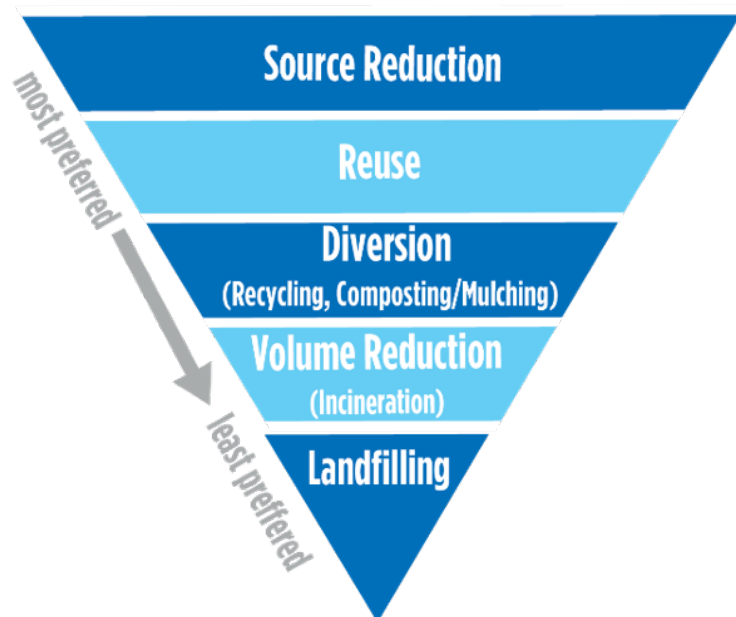 Source Reduction
most preferred
Reuse
Diversion
(Recycling, Composting/Mulching)
Volume Reduction
(Incineration)
least preffered
Landfilling